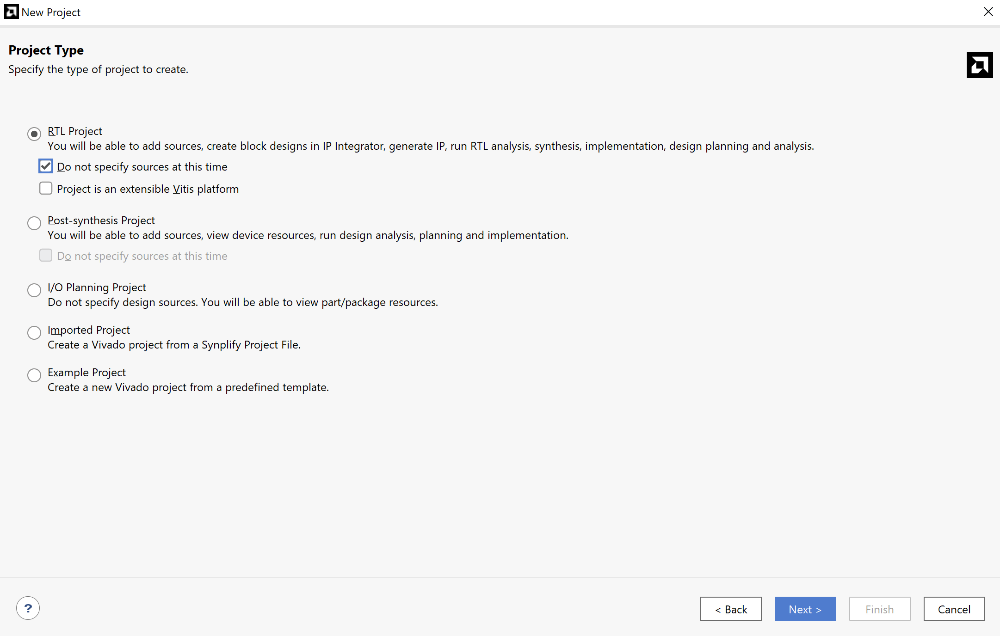 New Project
Project Type
Specify the type of project to create.
RTL Project
You will be able to add sources, create block designs in IP Integrator, generate IP, run RTL analysis, synthesis, implementation, design planning and analysis.
Do not specify sources at this time
Project is an extensible Vitis platform
Post-synthesis Project
You will be able to add sources, view device resources, run design analysis, planning and implementation.
Do not specify sources at this time
I/O Planning Project
Do not specify design sources. You will be able to view part/package resources.
Imported Project
Create a Vivado project from a Synplify Project File.
Example Project
Create a new Vivado project from a predefined template.
? < Back Next > Finish Cancel